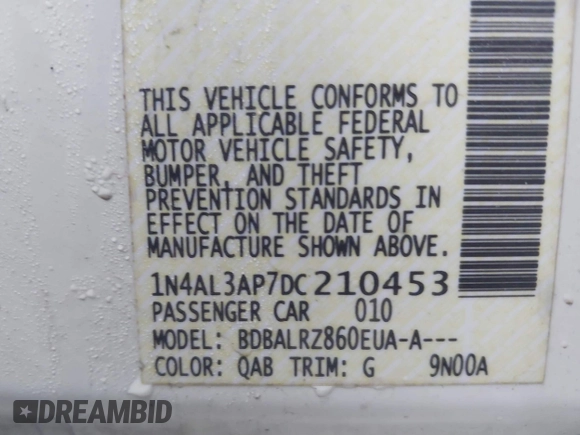 THIS VEHICLE CONFORMS TO
ALL APPLICABLE FEDERAL
MOTOR VEHICLE SAFETY,
BUMPER, AND THEFT
PREVENTION STANDARDS IN
EFFECT ON THE DATE OF
MANUFACTURE SHOWN ABOVE.
1N4AL3AP7DC210453
PASSENGER CAR 010
MODEL: BDBALRZ860EUA-A---
COLOR: QAB TRIM: G 9N00A
DREAMBID